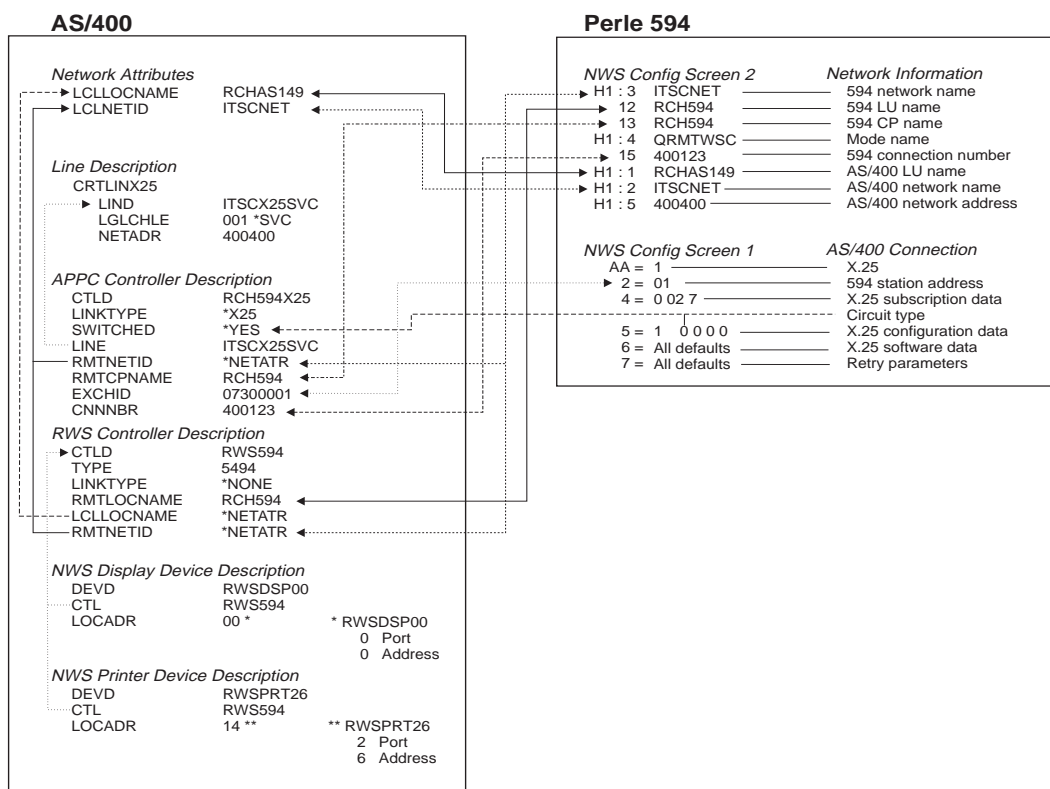 AS/400
Network Attributes
LCLLOCNAME RCHAS149
LCLNETID ITSCNET
Line Description
CRTLINX25
LIND ITSCX25SVC
LGLCHLE 001 *SVC
NETADR 400400
APPC Controller Description
CTLD RCH594X25
LINKTYPE *X25
SWITCHED *YES
LINE ITSCX25SVC
RMTNETID *NETATR
RMTCPNAME RCH594
EXCHID 07300001
CNNNBR 400123
RWS Controller Description
CTLD RWS594
TYPE 5494
LINKTYPE *NONE
RMTLOCNAME RCH594
LCLLOCNAME *NETATR
RMTNETID *NETATR
NWS Display Device Description
DEVD RWSDSP00
CTL RWS594
LOCADR 00 * * RWSDSP00
0 Port
0 Address
NWS Printer Device Description
DEVD RWSPRT26
CTL RWS594
LOCADR 14 ** ** RWSPRT26
2 Port
6 Address
Perle 594
NWS Config Screen 2 Network Information
H1 : 3 ITSCNET 594 network name
12 RCH594 594 LU name
13 RCH594 594 CP name
H1 : 4 QRMTWSC Mode name
15 400123 594 connection number
H1 : 1 RCHAS149 AS/400 LU name
H1 : 2 ITSCNET AS/400 network name
H1 : 5 400400 AS/400 network address
NWS Config Screen 1 AS/400 Connection
AA = 1 X.25
2 = 01 594 station address
4 = 0 02 7 X.25 subscription data
Circuit type
5 = 1 0 0 0 0 X.25 configuration data
6 = All defaults X.25 software data
7 = All defaults Retry parameters